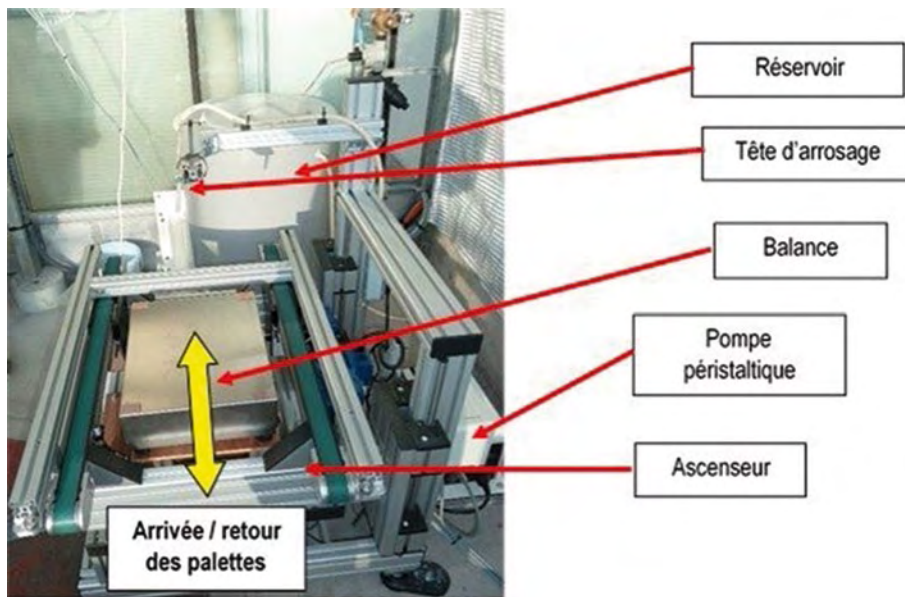 Réservoir
Tête d'arrosage
Balance
Pompe
péristaltique
Ascenseur
Arrivée / retour
des palettes